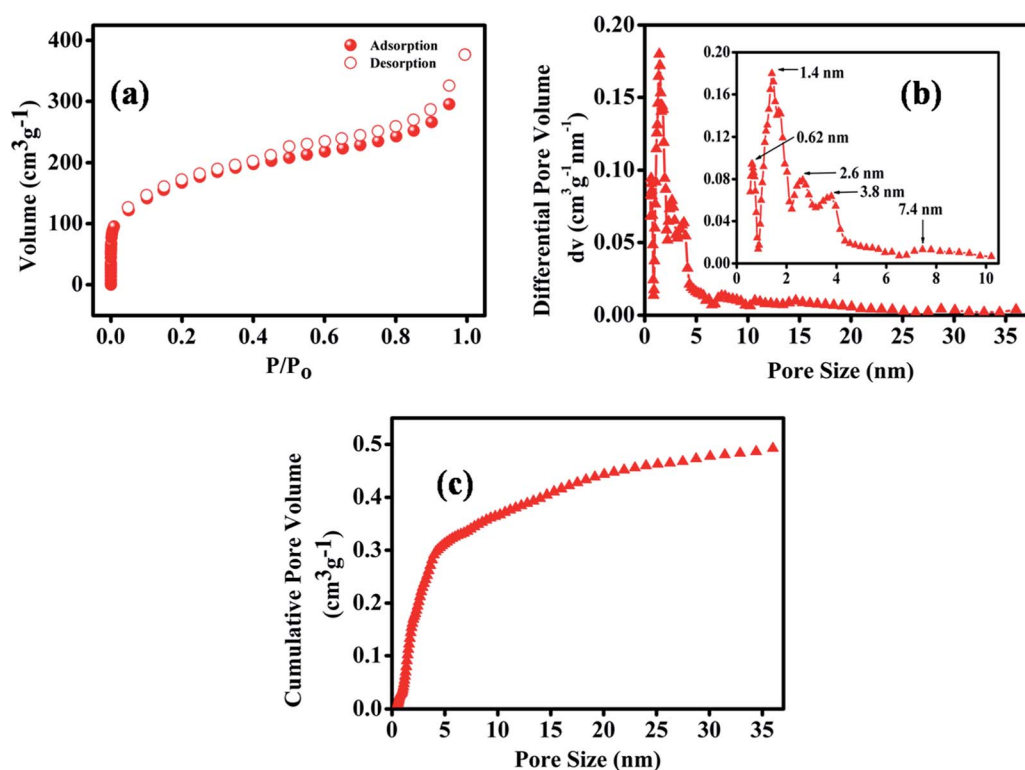 400
300
200
100
0
Volume (cm³g-1)
(a)
Adsorption
Desorption
0.0 0.2 0.4 0.6 0.8 1.0
P/Po
0.20
0.15
0.10
0.05
0.00
Differential Pore Volume
dv (cm³ g⁻¹ nm⁻¹)
(b)
0.20
0.16
0.12
0.08
0.04
0.00
1.4 nm
0.62 nm
2.6 nm
3.8 nm
7.4 nm
0 2 4 6 8 10
0 5 10 15 20 25 30 35
Pore Size (nm)
0.5
0.4
0.3
0.2
0.1
0.0
Cumulative Pore Volume
(cm³g-1)
(c)
0 5 10 15 20 25 30 35
Pore Size (nm)